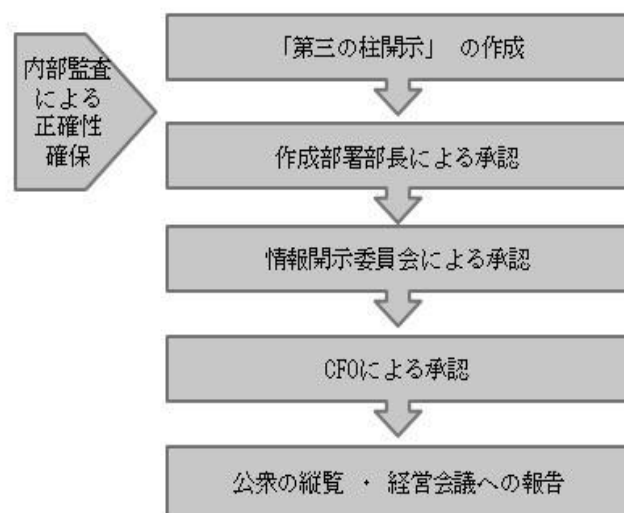 内部監査
による
正確性
確保
「第三の柱開示」 の作成
作成部署部長による承認
情報開示委員会による承認
CFOによる承認
公衆の縦覧 ・ 経営会議への報告